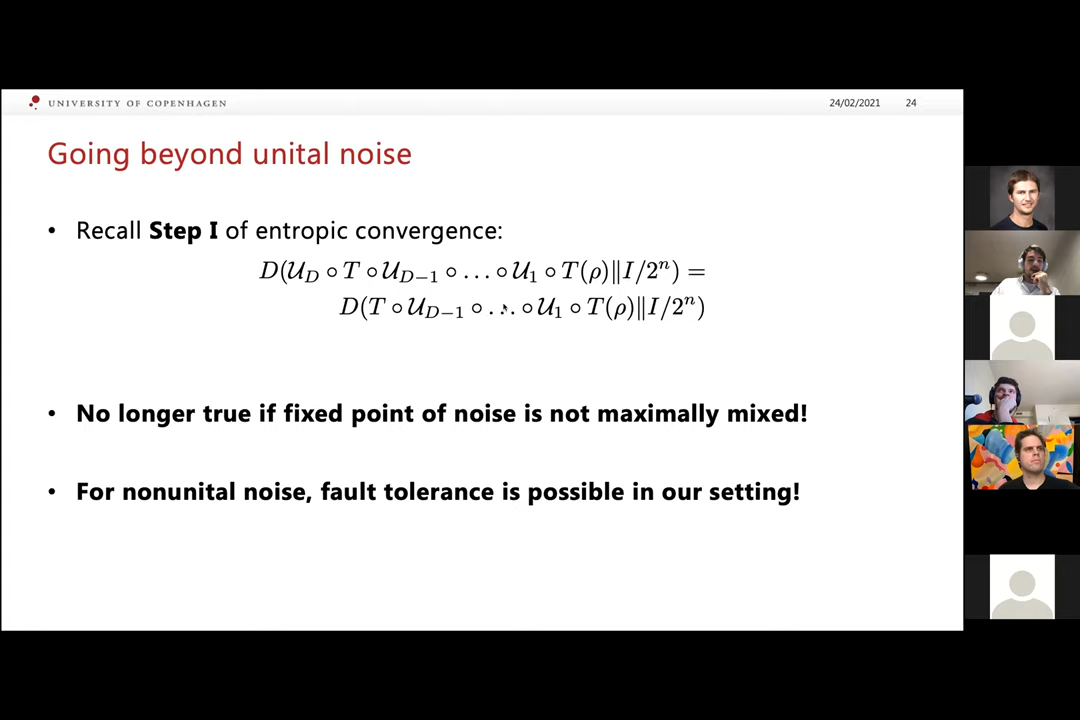 UNIVERSITY OF COPENHAGEN 24/02/2021 24
Going beyond unital noise
• Recall Step I of entropic convergence:
D(𝒰_D ∘ T ∘ 𝒰_{D−1} ∘ … ∘ 𝒰_1 ∘ T(ρ)‖I/2^n) =
D(T ∘ 𝒰_{D−1} ∘ … ∘ 𝒰_1 ∘ T(ρ)‖I/2^n)
• No longer true if fixed point of noise is not maximally mixed!
• For nonunital noise, fault tolerance is possible in our setting!